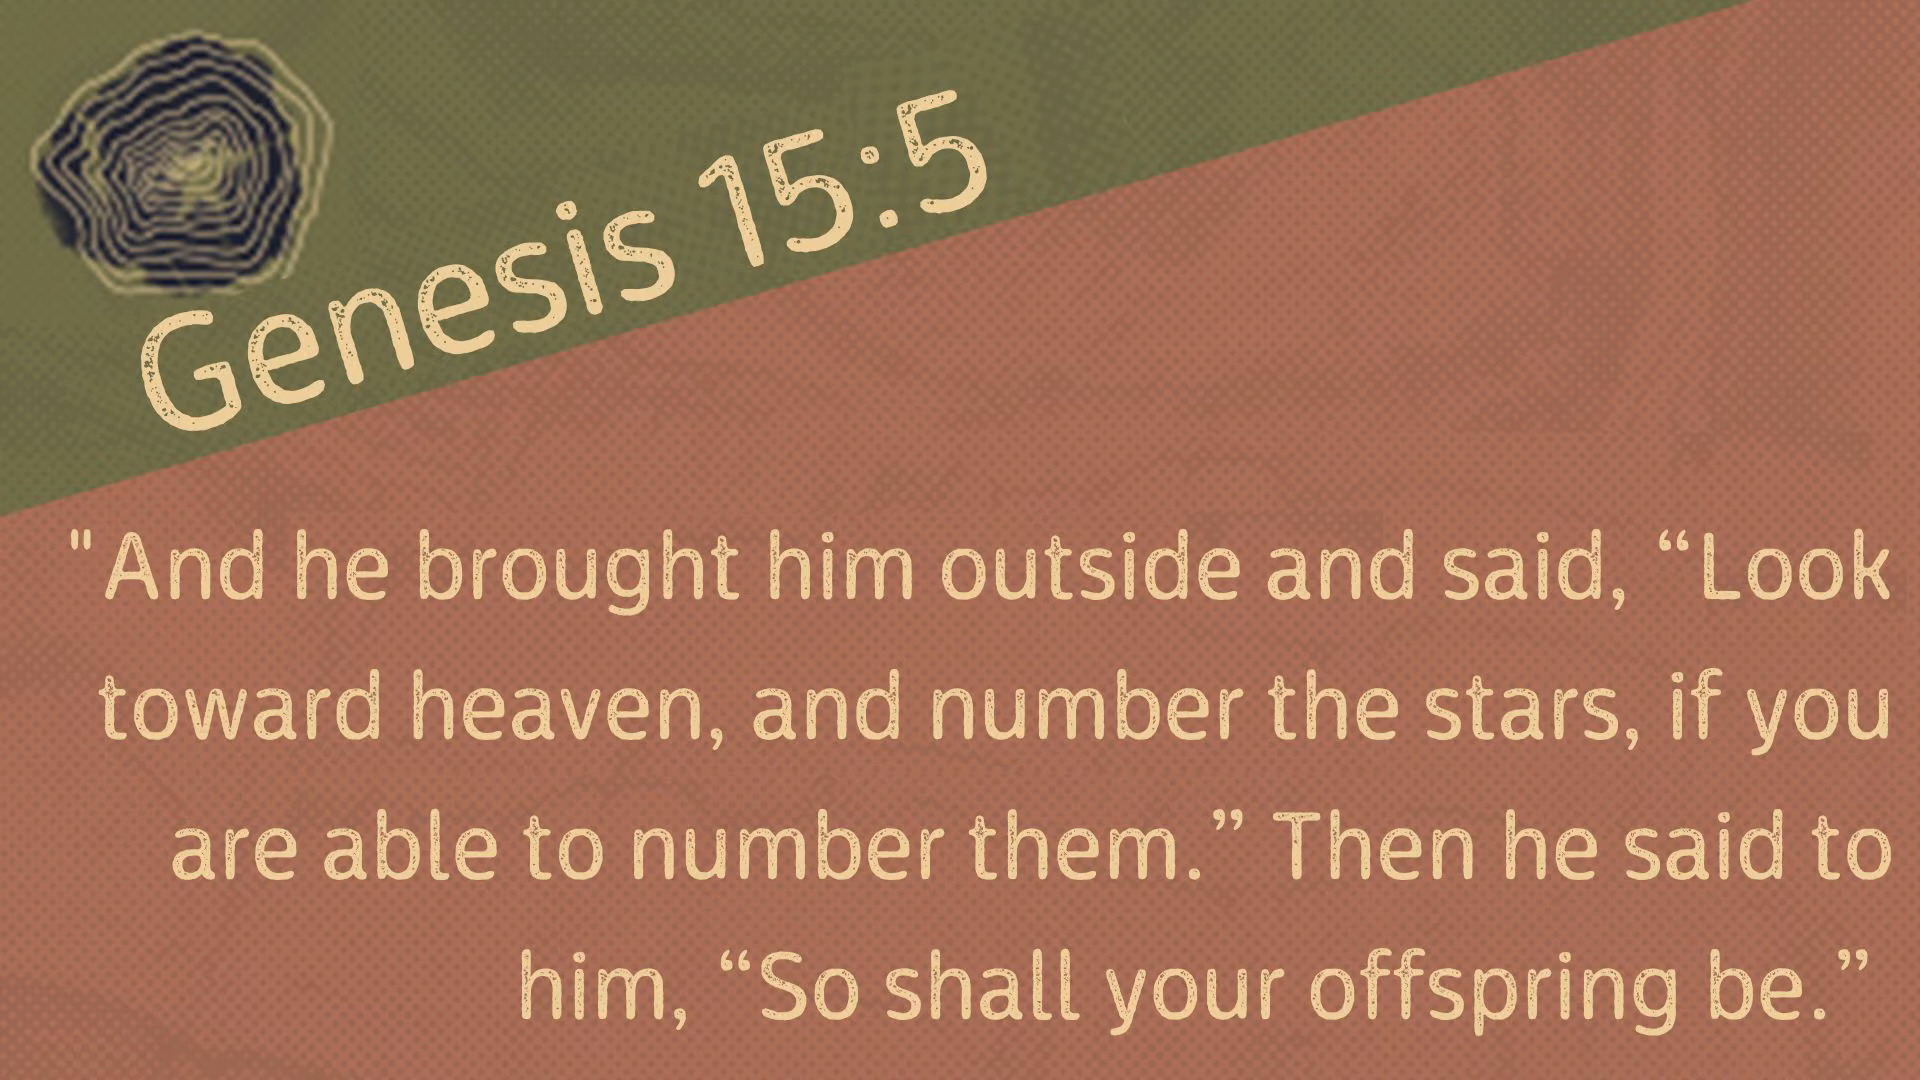 Genesis 15:5
"And he brought him outside and said, “Look
toward heaven, and number the stars, if you
are able to number them.” Then he said to
him, “So shall your offspring be.”